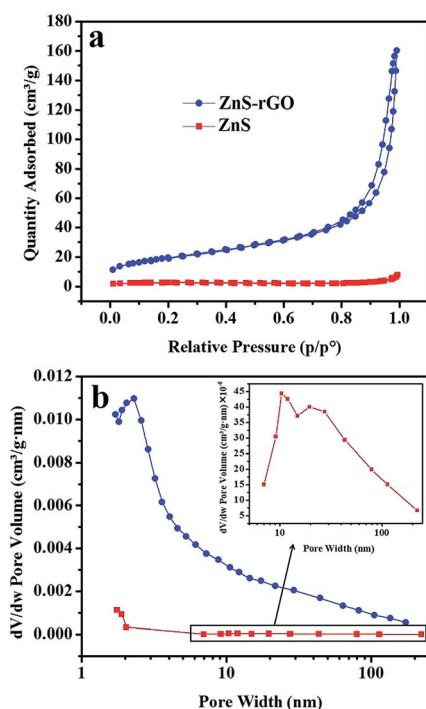 a
180
160
140
120
100
80
60
40
20
0
Quantity Adsorbed (cm³/g)
ZnS-rGO
ZnS
0.0 0.2 0.4 0.6 0.8 1.0
Relative Pressure (p/p°)
b
0.012
0.010
0.008
0.006
0.004
0.002
0.000
dV/dw Pore Volume (cm³/g·nm)
45
40
35
30
25
20
15
10
5
dV/dw Pore Volume (cm³/g·nm) ×10⁻⁶
10 100
Pore Width (nm)
1 10 100
Pore Width (nm)